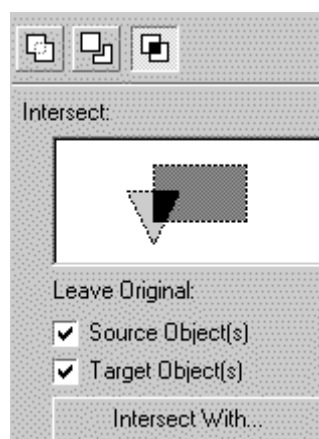 Intersect:
Leave Original:
Source Object(s)
Target Object(s)
Intersect With...